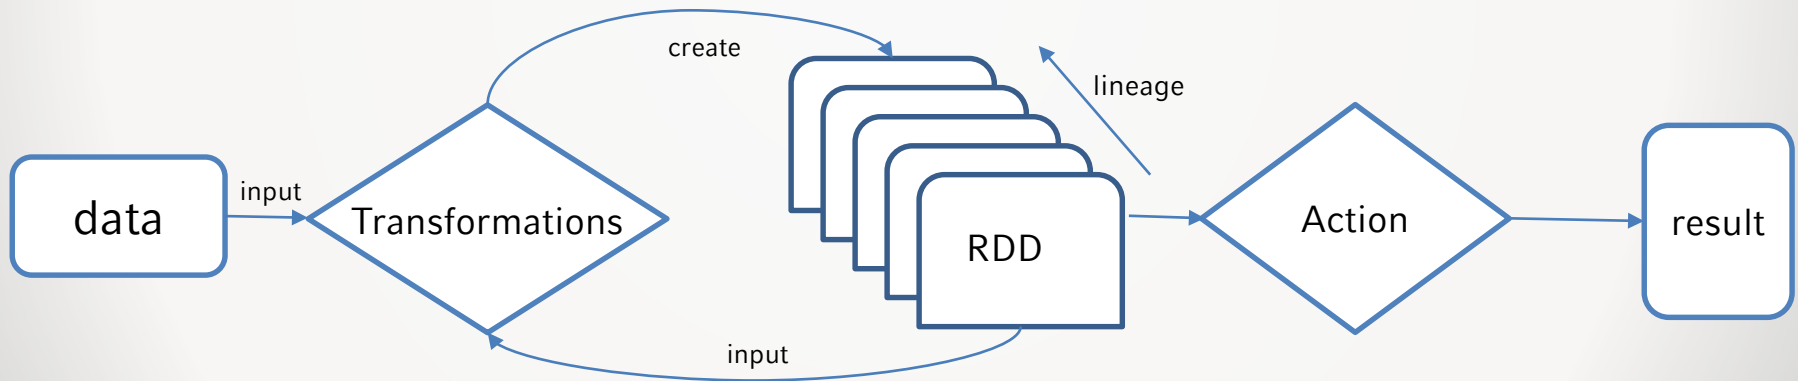 create
lineage
data
input
Transformations
RDD
Action
result
input